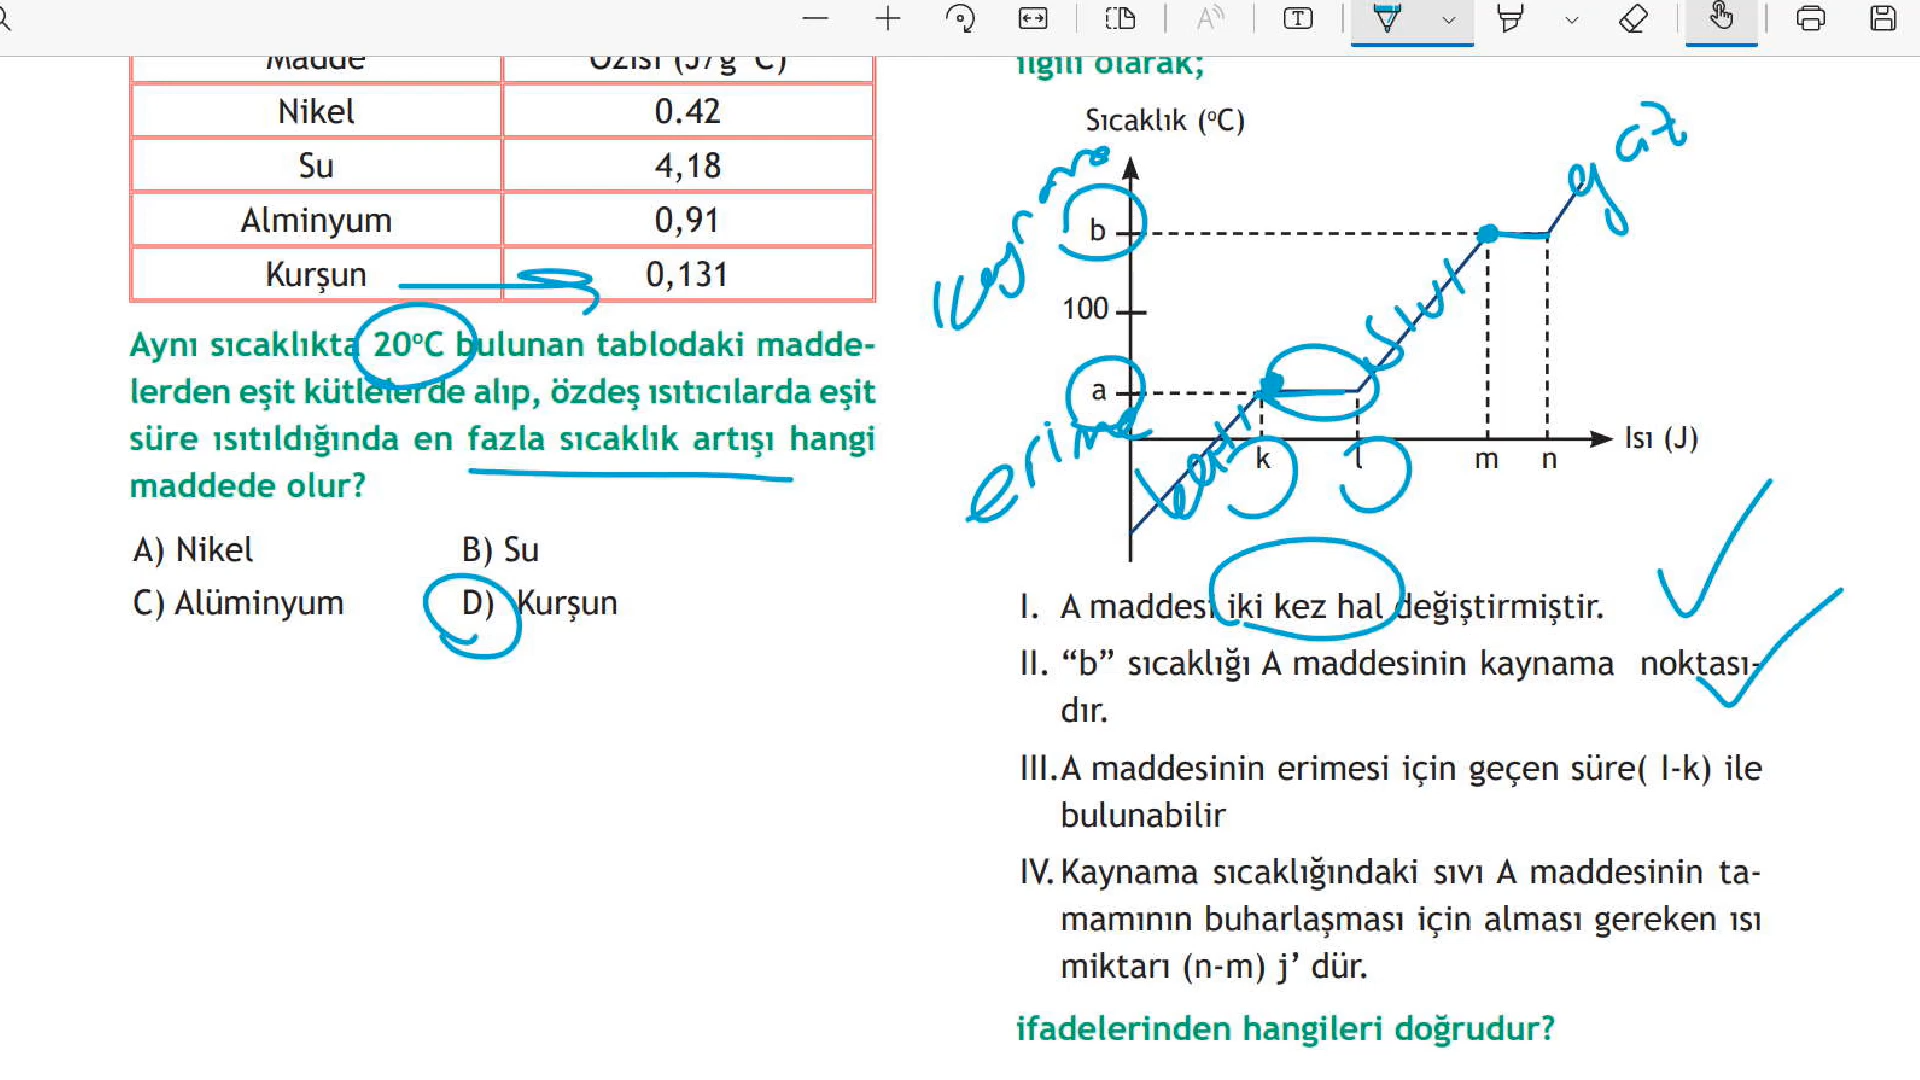 Madde Özısı (J/g °C)
Nikel 0.42
Su 4,18
Alminyum 0,91
Kurşun 0,131
Aynı sıcaklıkta 20°C bulunan tablodaki madde-
lerden eşit kütlelerde alıp, özdeş ısıtıcılarda eşit
süre ısıtıldığında en fazla sıcaklık artışı hangi
maddede olur?
A) Nikel B) Su
C) Alüminyum D) Kurşun
ilgili olarak;
Sıcaklık (°C)
b
100
a
k l m n
Isı (J)
kaynama
erime
katı
sıvı
gaz
I. A maddesi iki kez hal değiştirmiştir.
II. “b” sıcaklığı A maddesinin kaynama noktası-
dır.
III.A maddesinin erimesi için geçen süre( l-k) ile
bulunabilir
IV. Kaynama sıcaklığındaki sıvı A maddesinin ta-
mamının buharlaşması için alması gereken ısı
miktarı (n-m) j’ dür.
ifadelerinden hangileri doğrudur?